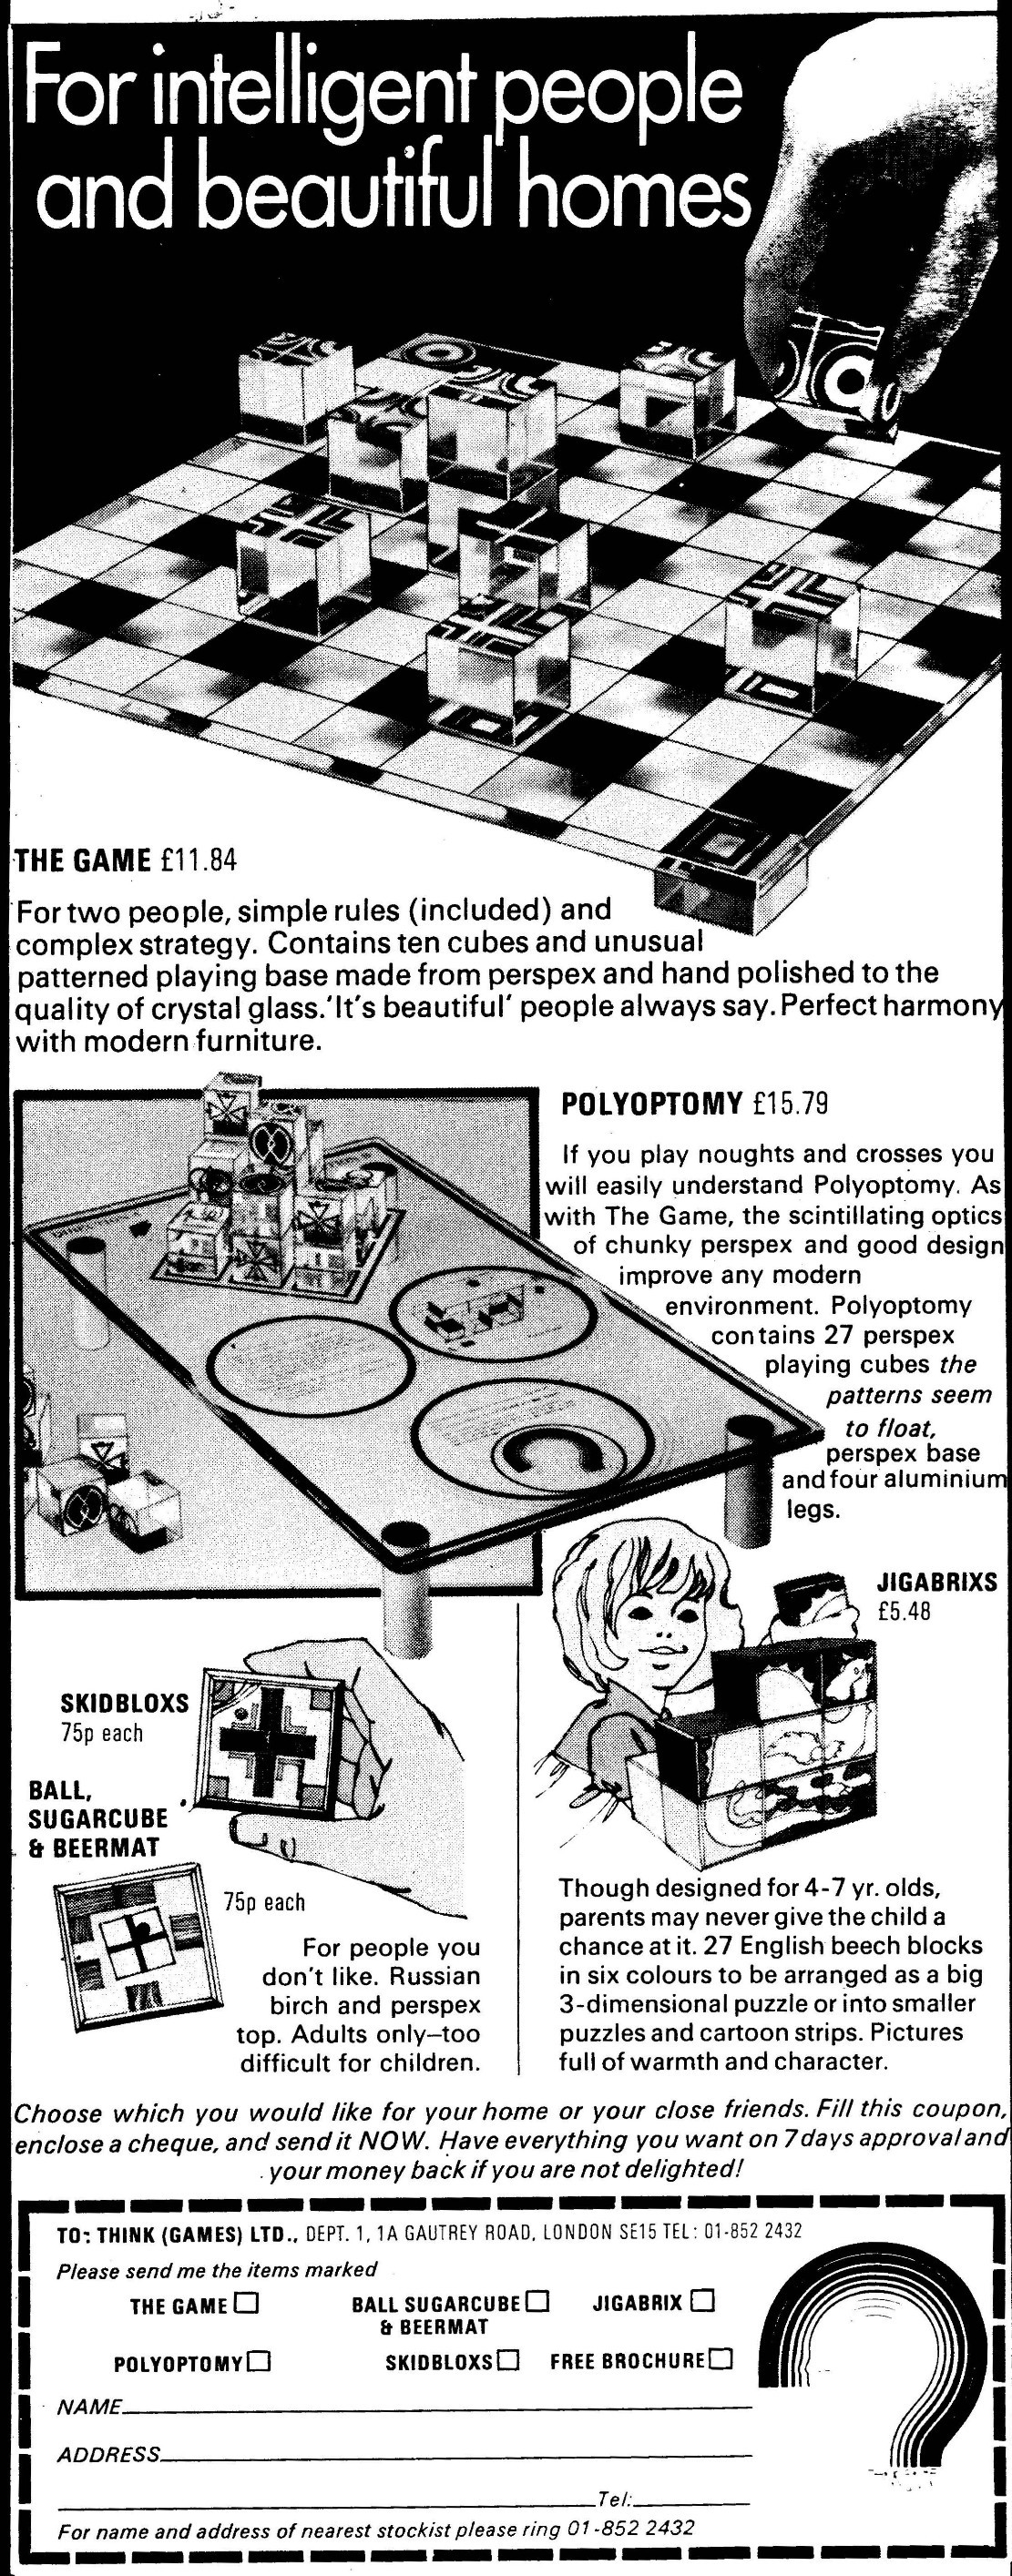 For intelligent people
and beautiful homes
THE GAME £11.84
For two people, simple rules (included) and
complex strategy. Contains ten cubes and unusual
patterned playing base made from perspex and hand polished to the
quality of crystal glass. 'It's beautiful' people always say. Perfect harmony
with modern furniture.
POLYOPTOMY £15.79
If you play noughts and crosses you
will easily understand Polyoptomy. As
with The Game, the scintillating optics
of chunky perspex and good design
improve any modern
environment. Polyoptomy
contains 27 perspex
playing cubes the
patterns seem
to float,
perspex base
and four aluminium
legs.
JIGABRIXS
£5.48
SKIDBLOXS
75p each
BALL,
SUGARCUBE
& BEERMAT
75p each
For people you
don't like. Russian
birch and perspex
top. Adults only—too
difficult for children.
Though designed for 4-7 yr. olds,
parents may never give the child a
chance at it. 27 English beech blocks
in six colours to be arranged as a big
3-dimensional puzzle or into smaller
puzzles and cartoon strips. Pictures
full of warmth and character.
Choose which you would like for your home or your close friends. Fill this coupon,
enclose a cheque, and send it NOW. Have everything you want on 7 days approval and
your money back if you are not delighted!
TO: THINK (GAMES) LTD., DEPT. 1, 1A GAUTREY ROAD, LONDON SE15 TEL: 01-852 2432
Please send me the items marked
THE GAME BALL SUGARCUBE JIGABRIX
& BEERMAT
POLYOPTOMY SKIDBLOXS FREE BROCHURE
NAME
ADDRESS
Tel:
For name and address of nearest stockist please ring 01-852 2432